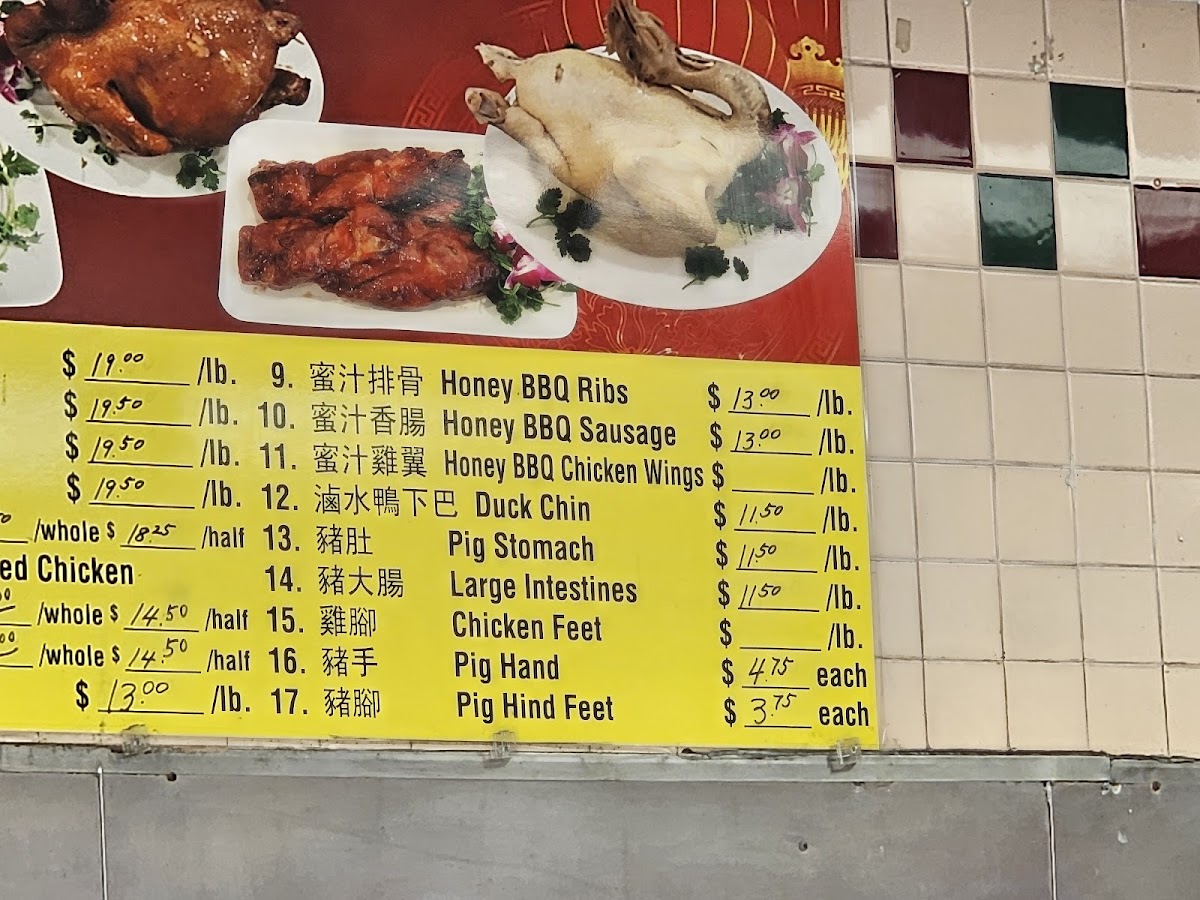 $ 19.00 /lb.
$ 19.50 /lb.
$ 19.50 /lb.
$ 19.50 /lb.
/whole $ 18.25 /half
ed Chicken
/whole $ 14.50 /half
/whole $ 14.50 /half
$ 13.00 /lb.
9. 蜜汁排骨 Honey BBQ Ribs $ 13.00 /lb.
10. 蜜汁香腸 Honey BBQ Sausage $ 13.00 /lb.
11. 蜜汁雞翼 Honey BBQ Chicken Wings $ /lb.
12. 滷水鴨下巴 Duck Chin $ 11.50 /lb.
13. 豬肚 Pig Stomach $ 11.50 /lb.
14. 豬大腸 Large Intestines $ 11.50 /lb.
15. 雞腳 Chicken Feet $ /lb.
16. 豬手 Pig Hand $ 4.75 each
17. 豬腳 Pig Hind Feet $ 3.75 each